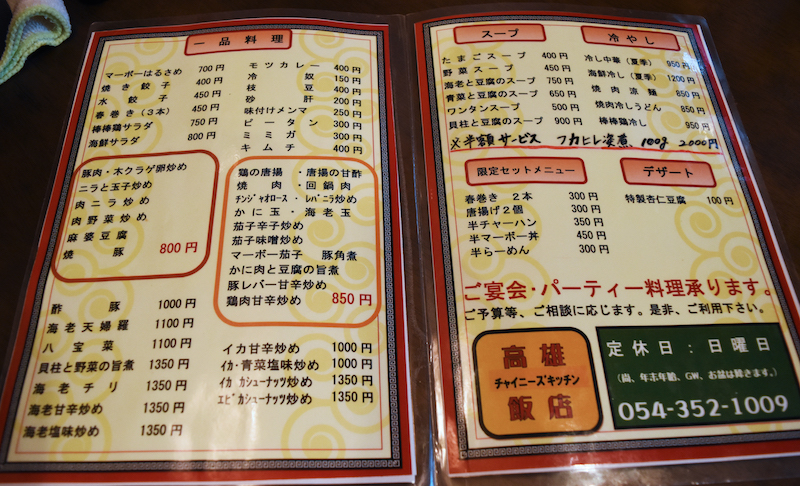 一品料理
マーボーはるさめ 700円
焼き餃子 400円
水餃子 450円
春巻き(3本) 450円
棒棒鶏サラダ 750円
海鮮サラダ 800円
モツカレー 400円
冷奴 150円
枝豆 400円
砂肝 200円
味付けメンマ 250円
ピータン 300円
ミミガ 300円
キムチ 400円
豚肉・木クラゲ卵炒め
ニラと玉子炒め
肉ニラ炒め
肉野菜炒め
麻婆豆腐
焼豚 800円
鶏の唐揚・唐揚の甘酢
焼肉・回鍋肉
チンジャオロース・レバニラ炒め
かに玉・海老玉
茄子辛子炒め
茄子味噌炒め
マーボー茄子 豚角煮
かに肉と豆腐の旨煮
豚レバー甘辛炒め
鶏肉甘辛炒め 850円
酢豚 1000円
海老天婦羅 1100円
八宝菜 1100円
貝柱と野菜の旨煮 1350円
海老チリ 1350円
海老甘辛炒め 1350円
海老塩味炒め 1350円
イカ甘辛炒め 1000円
イカ・青菜塩味炒め 1000円
イカ カシューナッツ炒め 1350円
エビカシューナッツ炒め 1350円
スープ
たまごスープ 400円
野菜スープ 450円
海老と豆腐のスープ 750円
青菜と豆腐のスープ 650円
ワンタンスープ 500円
貝柱と豆腐のスープ 900円
冷やし
冷し中華(夏季) 950円
海鮮冷し(夏季) 1200円
焼肉涼麺 850円
焼肉冷しうどん 850円
棒棒鶏冷し 950円
※半額サービス フカヒレ姿煮 100g 2000円
限定セットメニュー
春巻き 2本 300円
唐揚げ2個 300円
半チャーハン 350円
半マーボー丼 450円
半らーめん 300円
デザート
特製杏仁豆腐 100円
ご宴会・パーティー料理承ります。
ご予算等、ご相談に応じます。是非、ご利用下さい。
高雄
チャイニーズキッチン
飯店
定休日:日曜日
(尚、年末年始、GW、お盆は除きます。)
054-352-1009